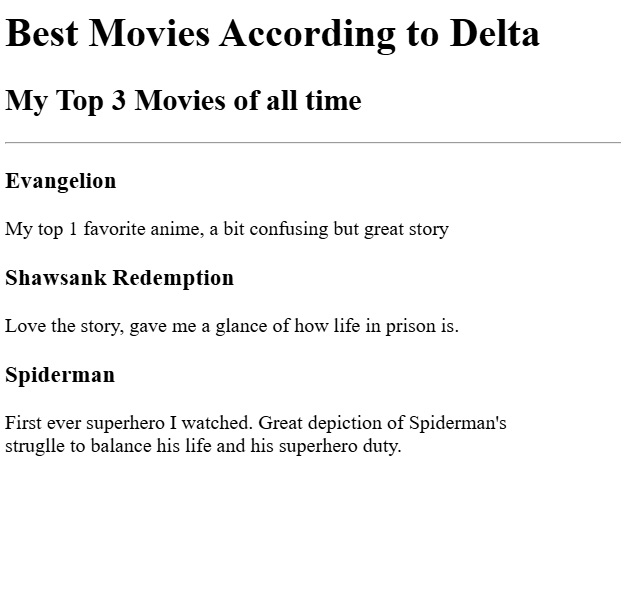 Best Movies According to Delta
My Top 3 Movies of all time
Evangelion
My top 1 favorite anime, a bit confusing but great story
Shawsank Redemption
Love the story, gave me a glance of how life in prison is.
Spiderman
First ever superhero I watched. Great depiction of Spiderman's
struglle to balance his life and his superhero duty.